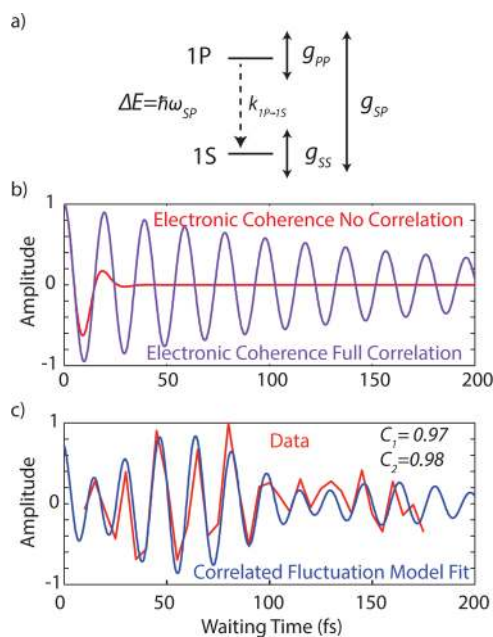 a)
1P
g_PP
ΔE=ħω_SP
k_1P→1S
g_SP
1S
g_SS
b)
1
Electronic Coherence No Correlation
Amplitude
0
Electronic Coherence Full Correlation
-1
0 50 100 150 200
c)
1
Data
C_1= 0.97
C_2=0.98
Amplitude
0
Correlated Fluctuation Model Fit
-1
0 50 100 150 200
Waiting Time (fs)